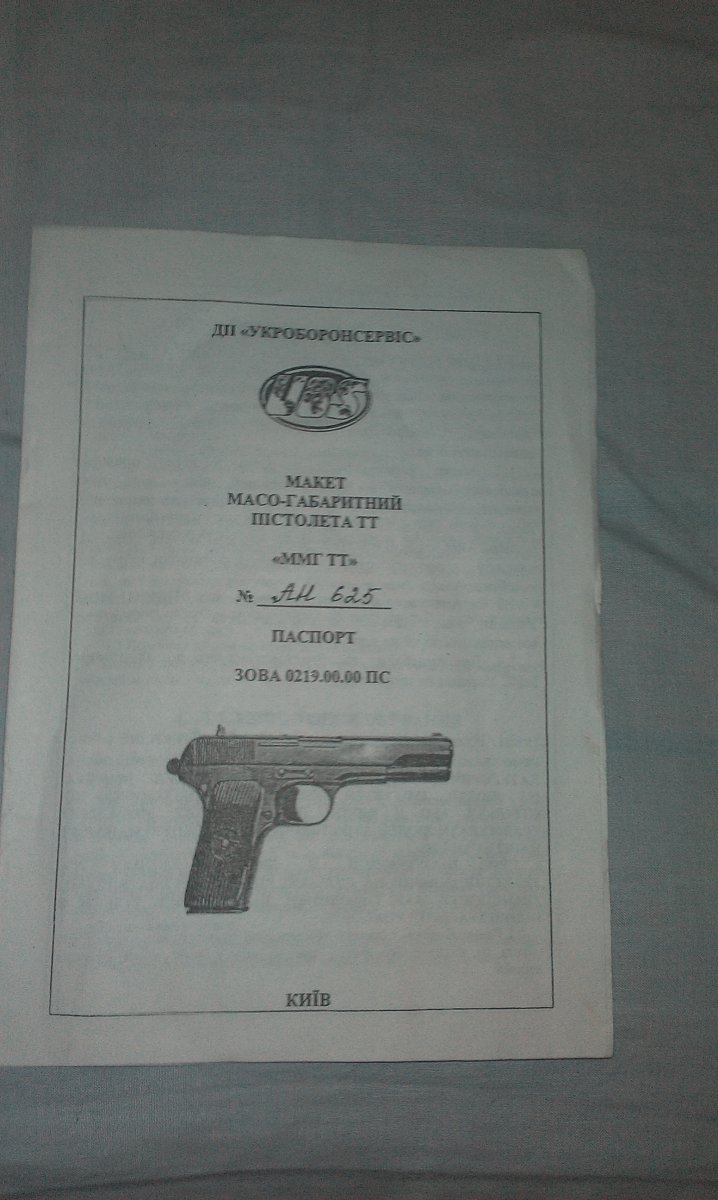 ДП «УКРОБОРОНСЕРВІС»
UOS
МАКЕТ
МАСО-ГАБАРИТНИЙ
ПІСТОЛЕТА ТТ
«ММГ ТТ»
№ АН 625
ПАСПОРТ
ЗОВА 0219.00.00 ПС
КИЇВ